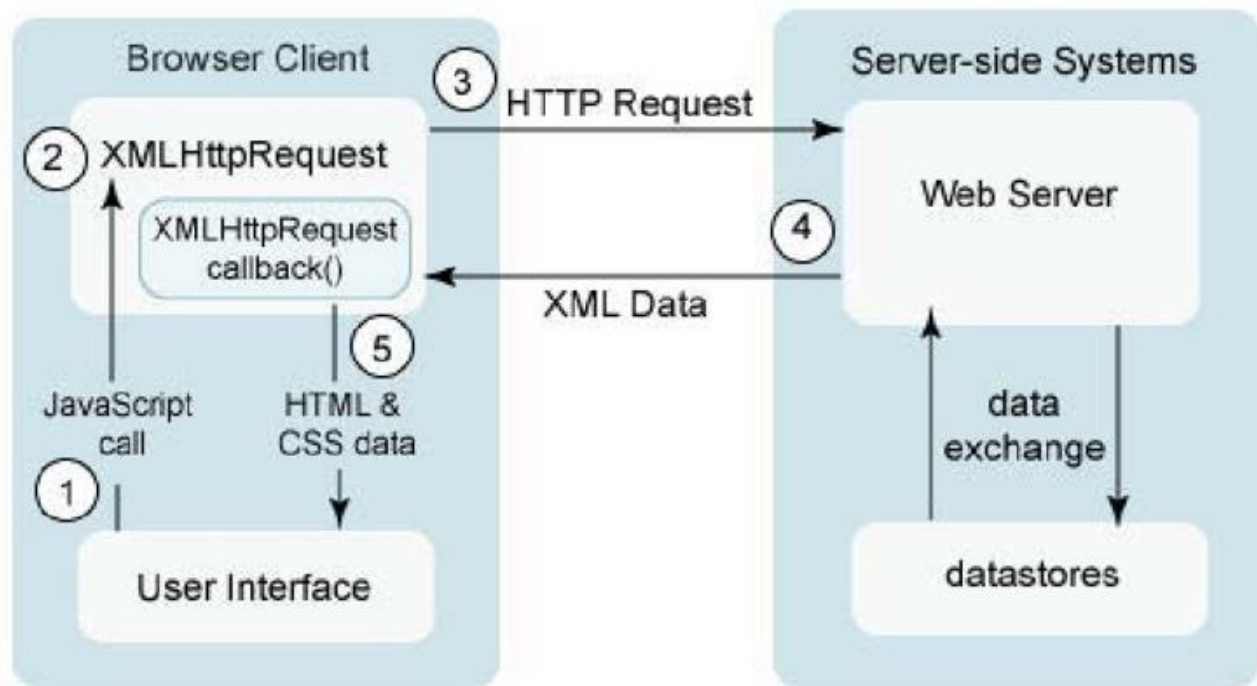 Browser Client
3
HTTP Request
Server-side Systems
2
XMLHttpRequest
XMLHttpRequest
callback()
Web Server
4
XML Data
5
JavaScript
call
HTML &
CSS data
data
exchange
1
User Interface
datastores